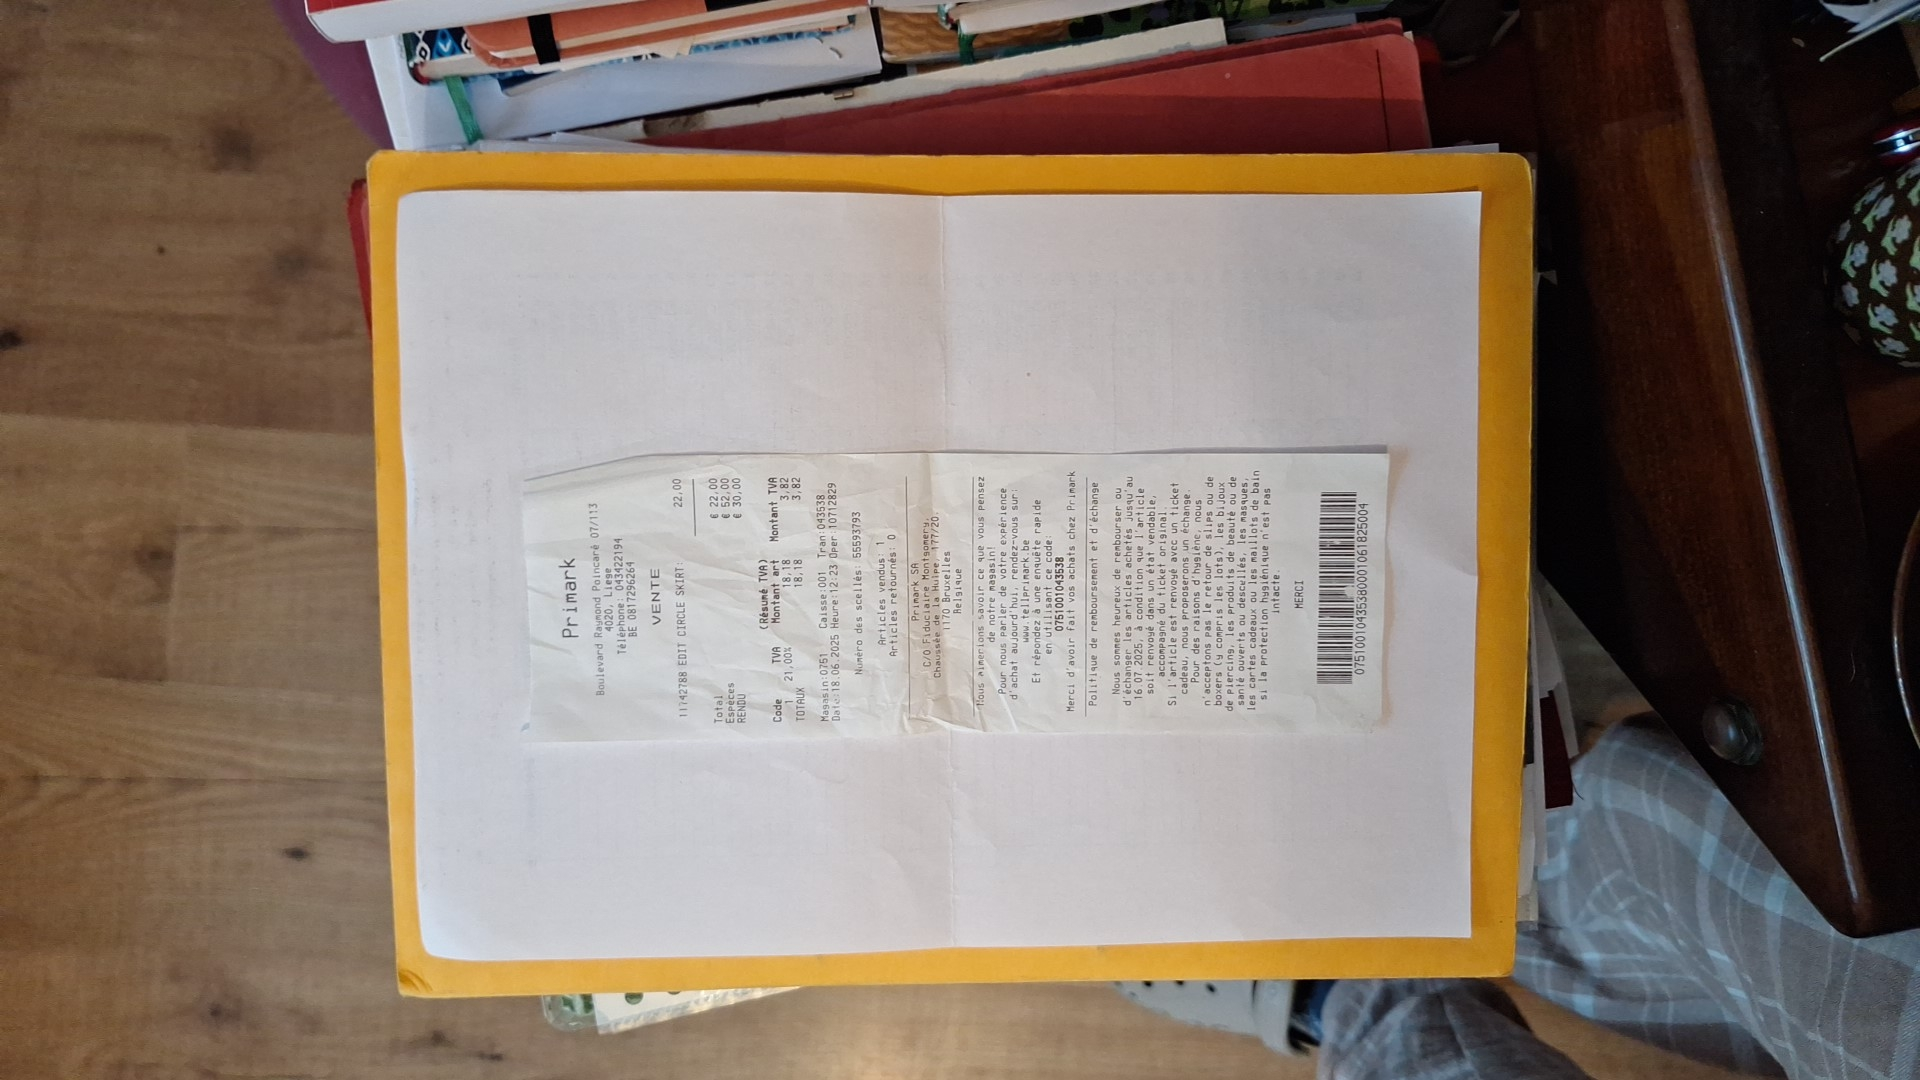 Primark
Boulevard Raymond Poincaré 07/113
4020, Liege
Téléphone: 043422194
BE 0817296264
VENTE
11742788 EDIT CIRCLE SKIRT: 22,00
Total € 22,00
Espèces € 52,00
RENDU € 30,00
(Résumé TVA)
Code TVA Montant art Montant TVA
1 21,00% 18,18 3,82
TOTAUX 18,18 3,82
Magasin:0751 Caisse:001 Tran:043538
Date:18.06.2025 Heure:12:23 Oper 10712829
Numéro des scellés: 55593793
Articles vendus: 1
Articles retournés: 0
Primark SA
C/O Fiduciaire Montgomery,
Chaussée de la Hulpe 177/20,
1170 Bruxelles
Belgique
Nous aimerions savoir ce que vous pensez
de notre magasin!
Pour nous parler de votre expérience
d'achat aujourd'hui, rendez-vous sur:
www.tellprimark.be
Et répondez à une enquête rapide
en utilisant ce code:
0751001043538
Merci d'avoir fait vos achats chez Primark
Politique de remboursement et d'échange
Nous sommes heureux de rembourser ou
d'échanger les articles achetés jusqu'au
16 07 2025, à condition que l'article
soit renvoyé dans un état vendable,
accompagné du ticket original.
Si l'article est renvoyé avec un ticket
cadeau, nous proposerons un échange.
Pour des raisons d'hygiène, nous
n'acceptons pas le retour de slips ou de
boxers (y compris les lots), les bijoux
de piercing, les produits de beauté ou de
santé ouverts ou descellés, les masques,
les cartes cadeaux ou les maillots de bain
si la protection hygiénique n'est pas
intacte.
MERCI
0751001043538000106182​5004